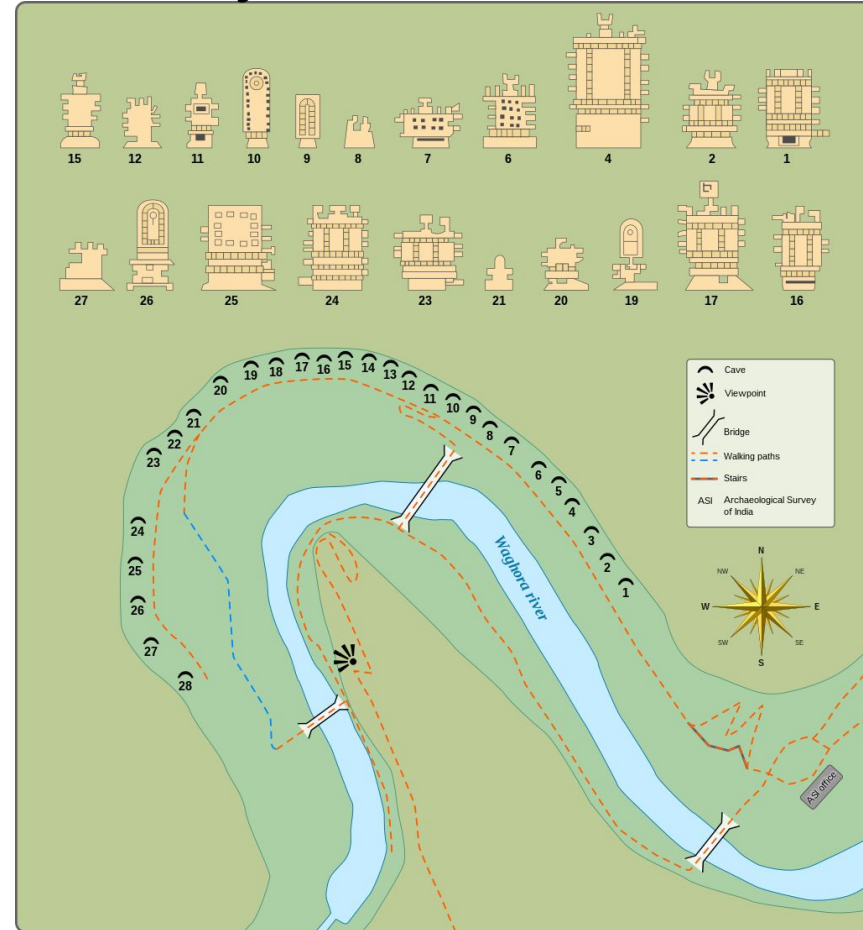 15 12 11 10 9 8 7 6 4 2 1
27 26 25 24 23 21 20 19 17 16
20 19 18 17 16 15 14 13 12 11 10 9 8 7 6 5 4 3 2 1
21
22
23
24
25
26
27
28
Waghora river
Cave
Viewpoint
Bridge
Walking paths
Stairs
ASI Archaeological Survey
of India
N
NW NE
W E
SW SE
S
ASI office